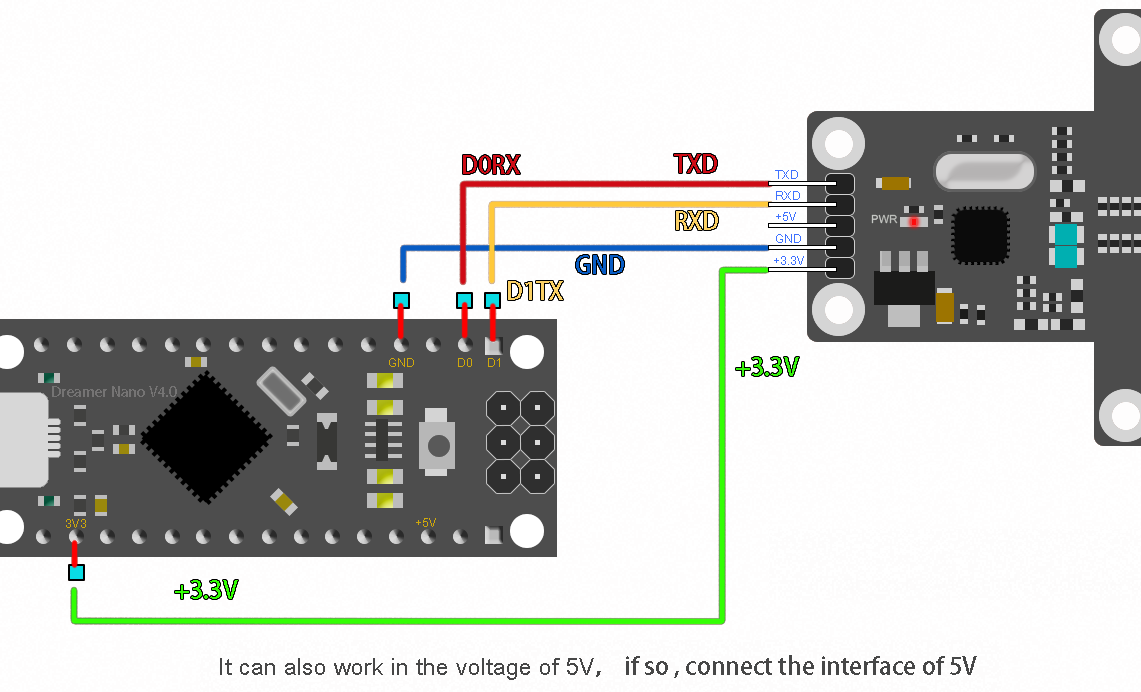 D0RX
TXD
TXD
RXD
+5V
GND
+3.3V
PWR
RXD
GND
D1TX
GND
D0
D1
Dreamer Nano V4.0
+3.3V
3V3
+5V
+3.3V
It can also work in the voltage of 5V, if so , connect the interface of 5V